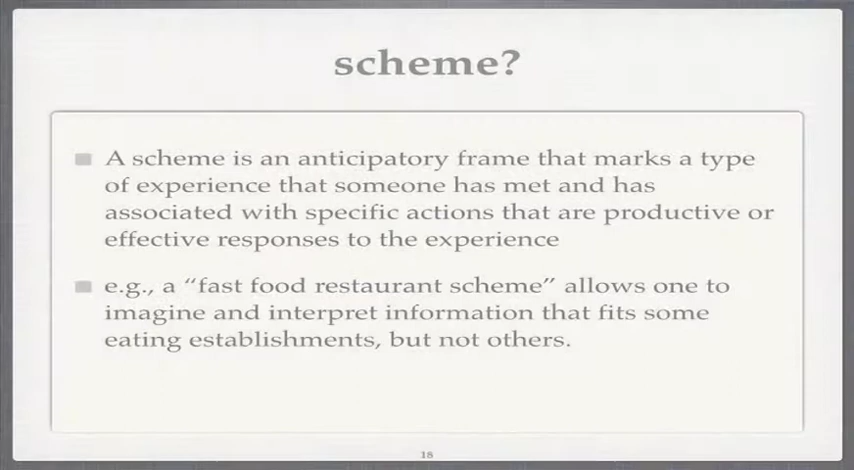 scheme?
A scheme is an anticipatory frame that marks a type
of experience that someone has met and has
associated with specific actions that are productive or
effective responses to the experience
e.g., a “fast food restaurant scheme” allows one to
imagine and interpret information that fits some
eating establishments, but not others.
18